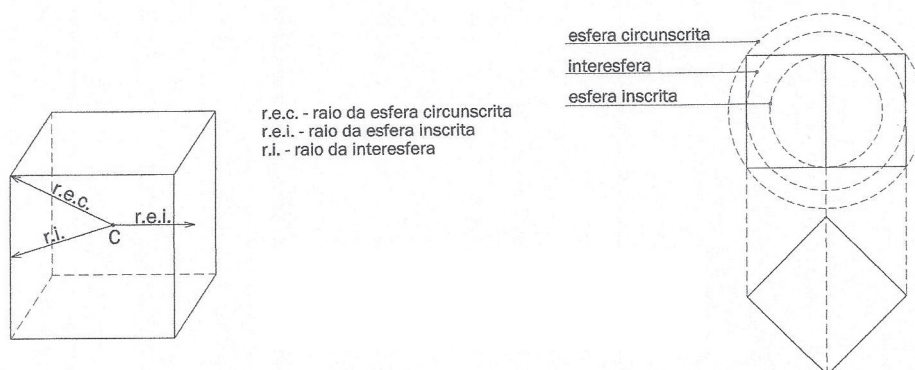 esfera circunscrita
interesfera
esfera inscrita
r.e.c. - raio da esfera circunscrita
r.e.i. - raio da esfera inscrita
r.i. - raio da interesfera
r.e.c.
r.e.i.
C
r.i.